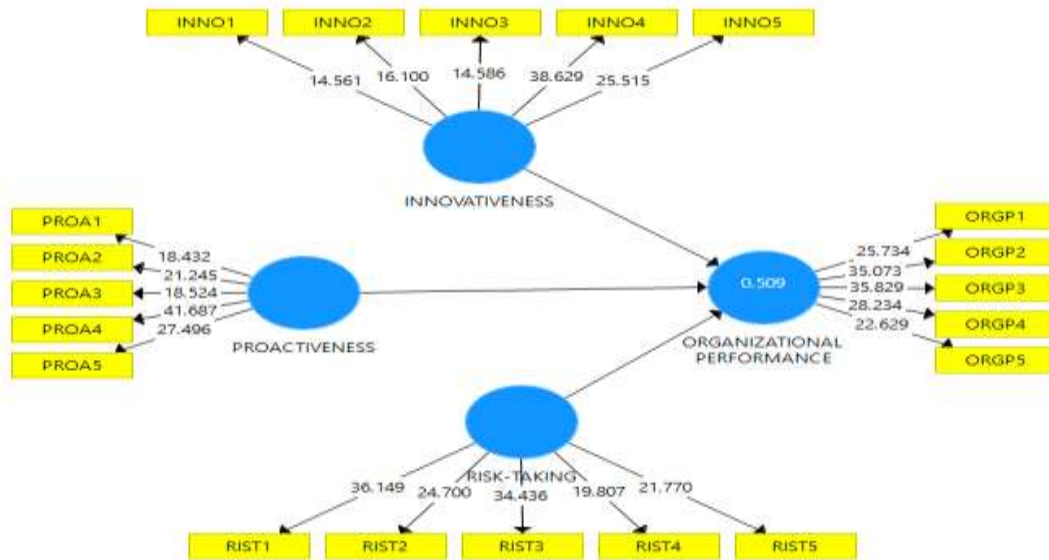 INNO1 INNO2 INNO3 INNO4 INNO5
14.561 16.100 14.586 38.629 25.515
INNOVATIVENESS
PROA1
PROA2
PROA3
PROA4
PROA5
18.432
21.245
18.524
41.687
27.496
PROACTIVENESS
0.509
ORGANIZATIONAL
PERFORMANCE
25.734
35.073
35.829
28.234
22.629
ORGP1
ORGP2
ORGP3
ORGP4
ORGP5
RISK-TAKING
36.149 24.700 34.436 19.807 21.770
RIST1 RIST2 RIST3 RIST4 RIST5